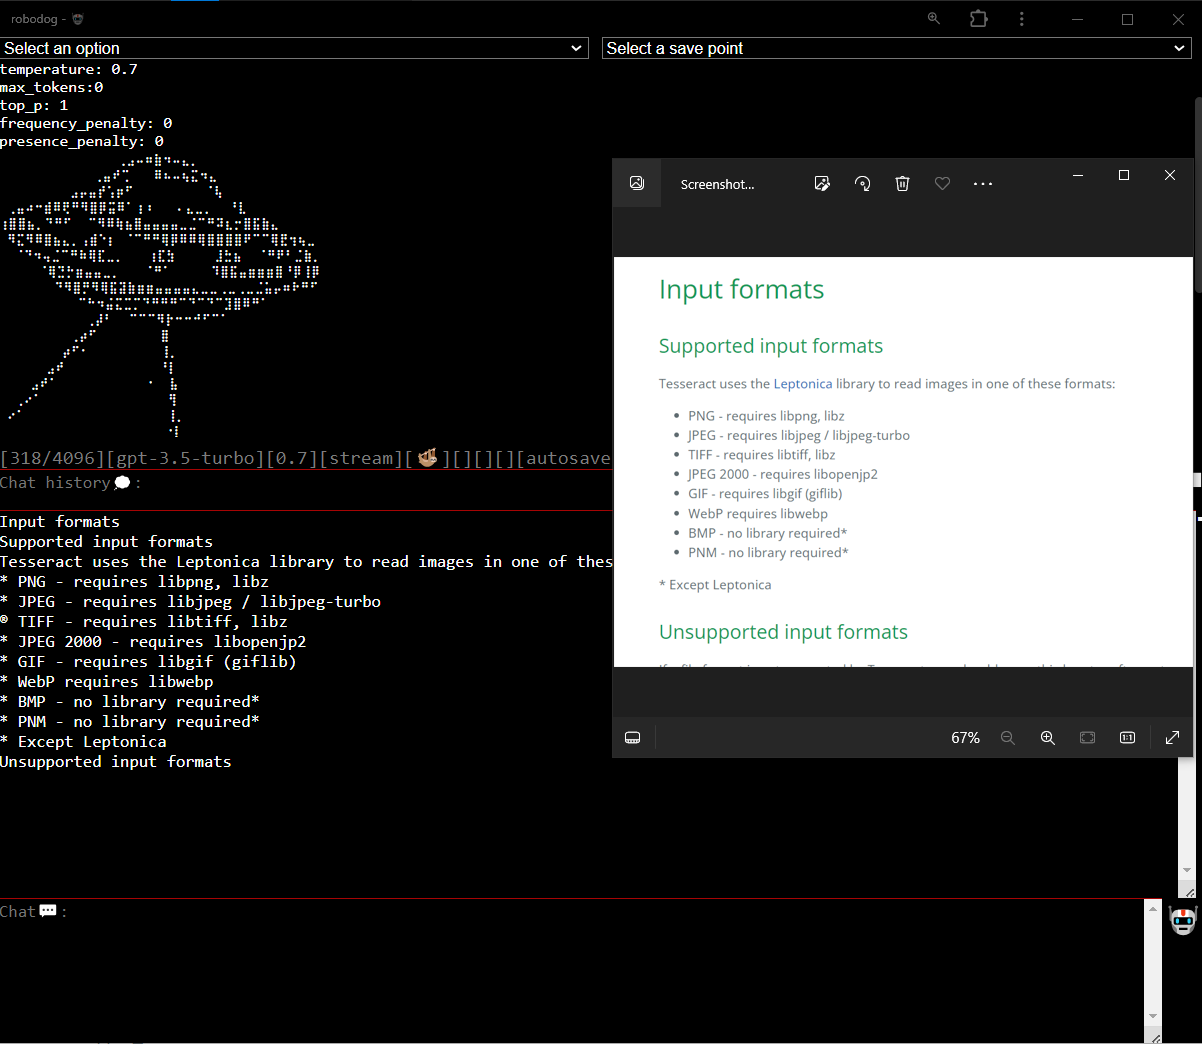 robodog -
Select an option
Select a save point
temperature: 0.7
max_tokens:0
top_p: 1
frequency_penalty: 0
presence_penalty: 0
[318/4096][gpt-3.5-turbo][0.7][stream][🦥][][][][autosave
Chat history💭:
Input formats
Supported input formats
Tesseract uses the Leptonica library to read images in one of thes
* PNG - requires libpng, libz
* JPEG - requires libjpeg / libjpeg-turbo
® TIFF - requires libtiff, libz
* JPEG 2000 - requires libopenjp2
* GIF - requires libgif (giflib)
* WebP requires libwebp
* BMP - no library required*
* PNM - no library required*
* Except Leptonica
Unsupported input formats
Chat💬:
Screenshot...
Input formats
Supported input formats
Tesseract uses the Leptonica library to read images in one of these formats:
• PNG - requires libpng, libz
• JPEG - requires libjpeg / libjpeg-turbo
• TIFF - requires libtiff, libz
• JPEG 2000 - requires libopenjp2
• GIF - requires libgif (giflib)
• WebP requires libwebp
• BMP - no library required*
• PNM - no library required*
* Except Leptonica
Unsupported input formats
67%
1:1